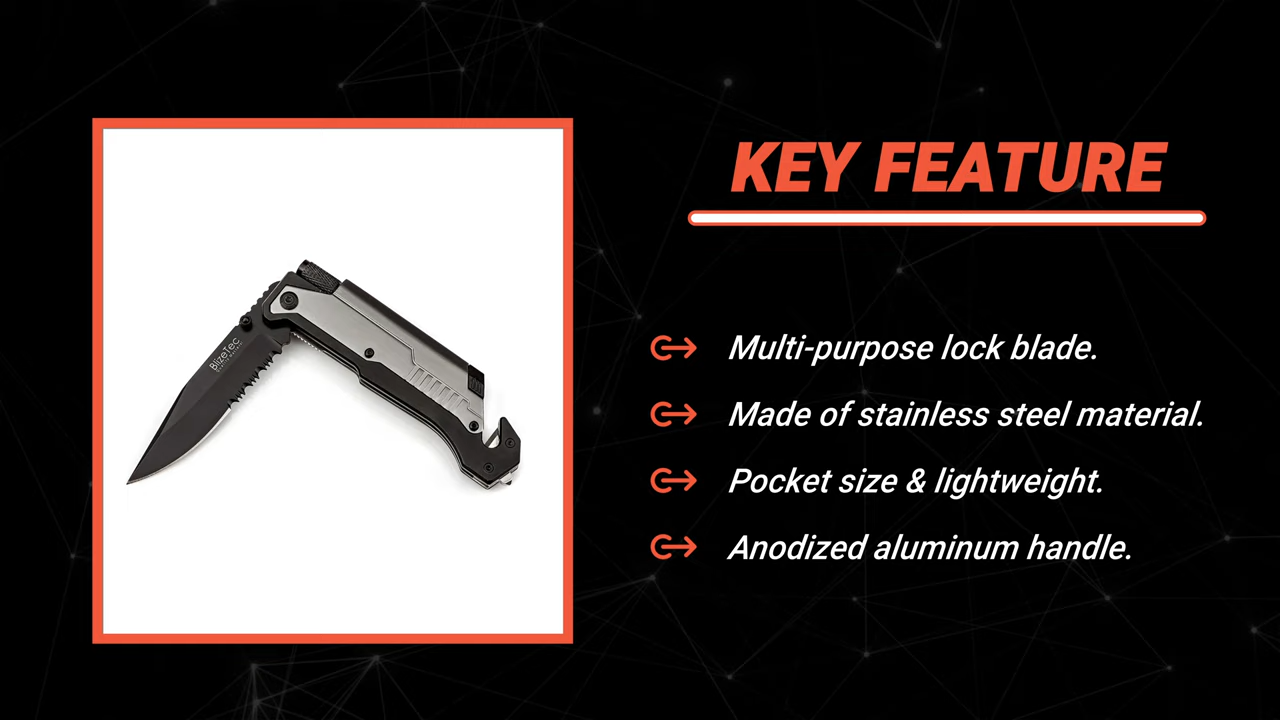 BlizeTec
KEY FEATURE
Multi-purpose lock blade.
Made of stainless steel material.
Pocket size & lightweight.
Anodized aluminum handle.